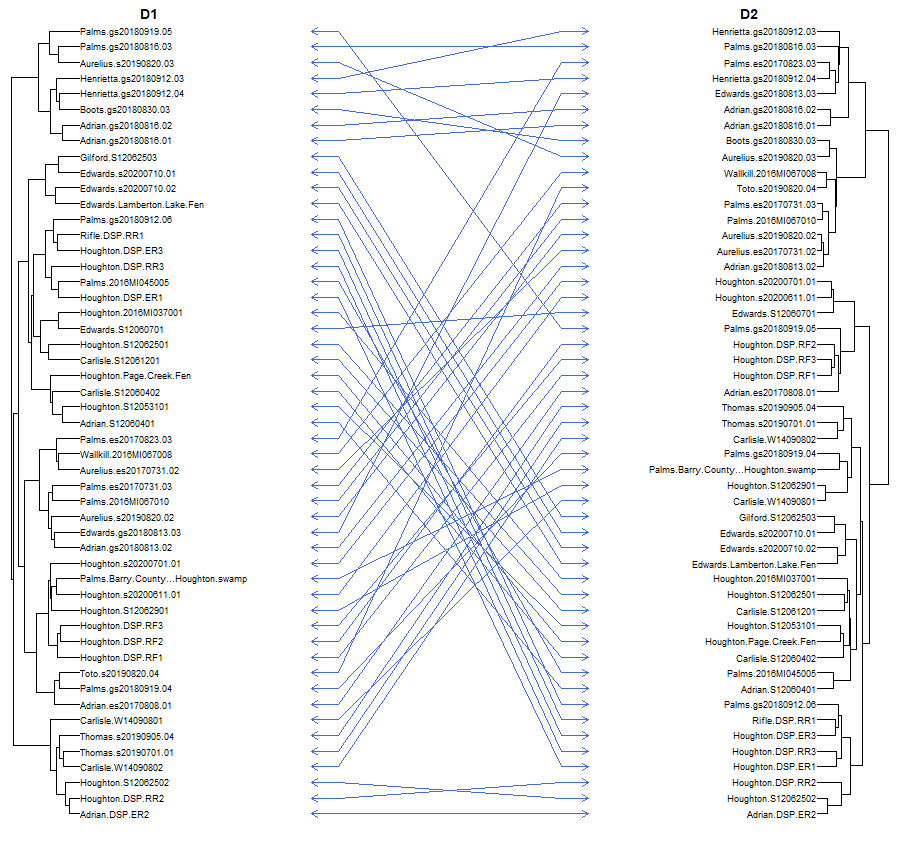 D1
D2
Palms.gs20180919.05
Palms.gs20180816.03
Aurelius.s20190820.03
Henrietta.gs20180912.03
Henrietta.gs20180912.04
Boots.gs20180830.03
Adrian.gs20180816.02
Adrian.gs20180816.01
Gilford.S12062503
Edwards.s20200710.01
Edwards.s20200710.02
Edwards.Lamberton.Lake.Fen
Palms.gs20180912.06
Rifle.DSP.RR1
Houghton.DSP.ER3
Houghton.DSP.RR3
Palms.2016MI045005
Houghton.DSP.ER1
Houghton.2016MI037001
Edwards.S12060701
Houghton.S12062501
Carlisle.S12061201
Houghton.Page.Creek.Fen
Carlisle.S12060402
Houghton.S12053101
Adrian.S12060401
Palms.es20170823.03
Wallkill.2016MI067008
Aurelius.es20170731.02
Palms.es20170731.03
Palms.2016MI067010
Aurelius.s20190820.02
Edwards.gs20180813.03
Adrian.gs20180813.02
Houghton.s20200701.01
Palms.Barry.County...Houghton.swamp
Houghton.s20200611.01
Houghton.S12062901
Houghton.DSP.RF3
Houghton.DSP.RF2
Houghton.DSP.RF1
Toto.s20190820.04
Palms.gs20180919.04
Adrian.es20170808.01
Carlisle.W14090801
Thomas.s20190905.04
Thomas.s20190701.01
Carlisle.W14090802
Houghton.S12062502
Houghton.DSP.RR2
Adrian.DSP.ER2
Henrietta.gs20180912.03
Palms.gs20180816.03
Palms.es20170823.03
Henrietta.gs20180912.04
Edwards.gs20180813.03
Adrian.gs20180816.02
Adrian.gs20180816.01
Boots.gs20180830.03
Aurelius.s20190820.03
Wallkill.2016MI067008
Toto.s20190820.04
Palms.es20170731.03
Palms.2016MI067010
Aurelius.s20190820.02
Aurelius.es20170731.02
Adrian.gs20180813.02
Houghton.s20200701.01
Houghton.s20200611.01
Edwards.S12060701
Palms.gs20180919.05
Houghton.DSP.RF2
Houghton.DSP.RF3
Houghton.DSP.RF1
Adrian.es20170808.01
Thomas.s20190905.04
Thomas.s20190701.01
Carlisle.W14090802
Palms.gs20180919.04
Palms.Barry.County...Houghton.swamp
Houghton.S12062901
Carlisle.W14090801
Gilford.S12062503
Edwards.s20200710.01
Edwards.s20200710.02
Edwards.Lamberton.Lake.Fen
Houghton.2016MI037001
Houghton.S12062501
Carlisle.S12061201
Houghton.S12053101
Houghton.Page.Creek.Fen
Carlisle.S12060402
Palms.2016MI045005
Adrian.S12060401
Palms.gs20180912.06
Rifle.DSP.RR1
Houghton.DSP.ER3
Houghton.DSP.RR3
Houghton.DSP.ER1
Houghton.DSP.RR2
Houghton.S12062502
Adrian.DSP.ER2